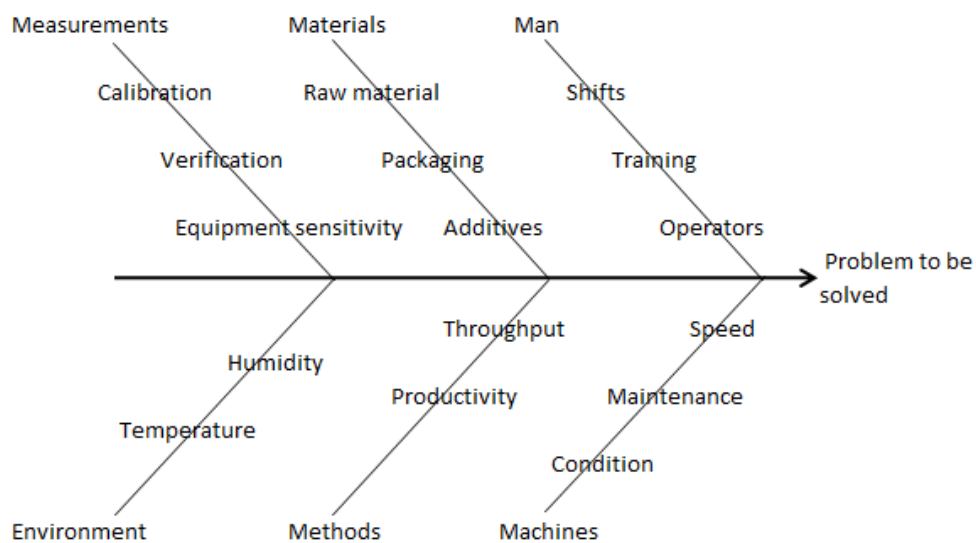 Measurements
Materials
Man
Calibration
Raw material
Shifts
Verification
Packaging
Training
Equipment sensitivity
Additives
Operators
Problem to be
solved
Throughput
Speed
Humidity
Productivity
Maintenance
Temperature
Condition
Environment
Methods
Machines